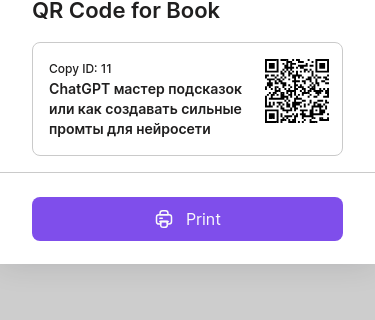 QR Code for Book
Copy ID: 11
ChatGPT мастер подсказок
или как создавать сильные
промты для нейросети
Print